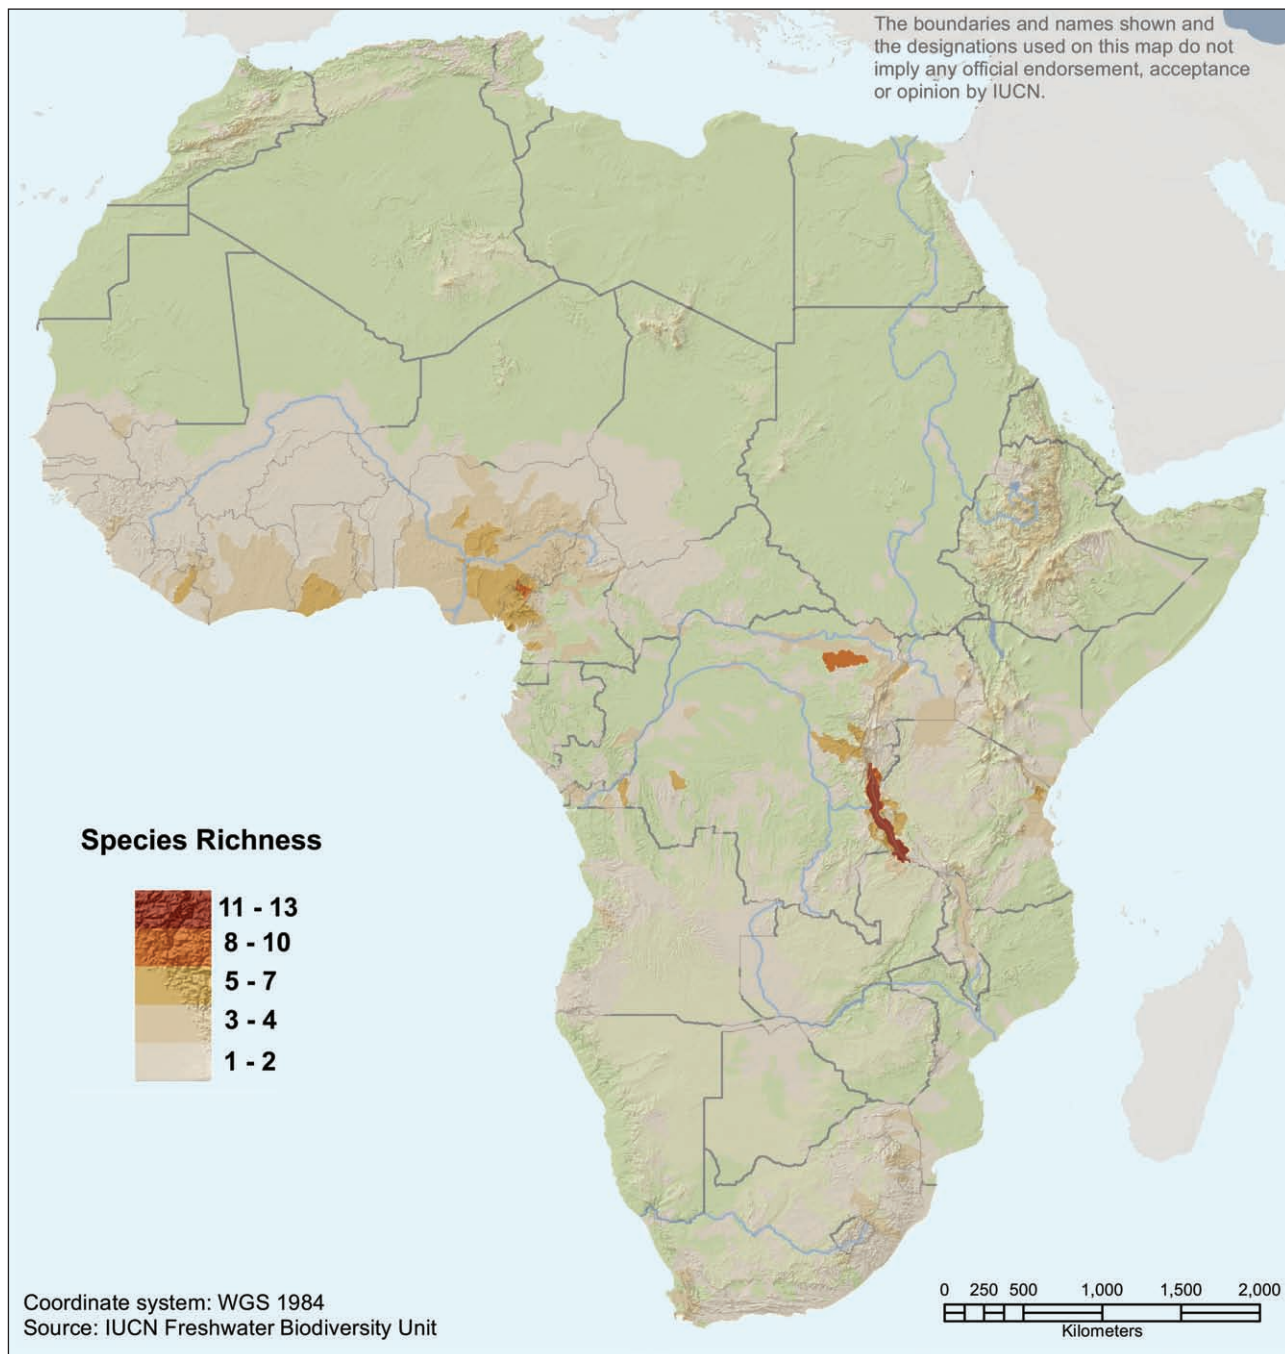 The boundaries and names shown and
the designations used on this map do not
imply any official endorsement, acceptance
or opinion by IUCN.
Species Richness
11 - 13
8 - 10
5 - 7
3 - 4
1 - 2
Coordinate system: WGS 1984
Source: IUCN Freshwater Biodiversity Unit
0 250 500 1,000 1,500 2,000
Kilometers